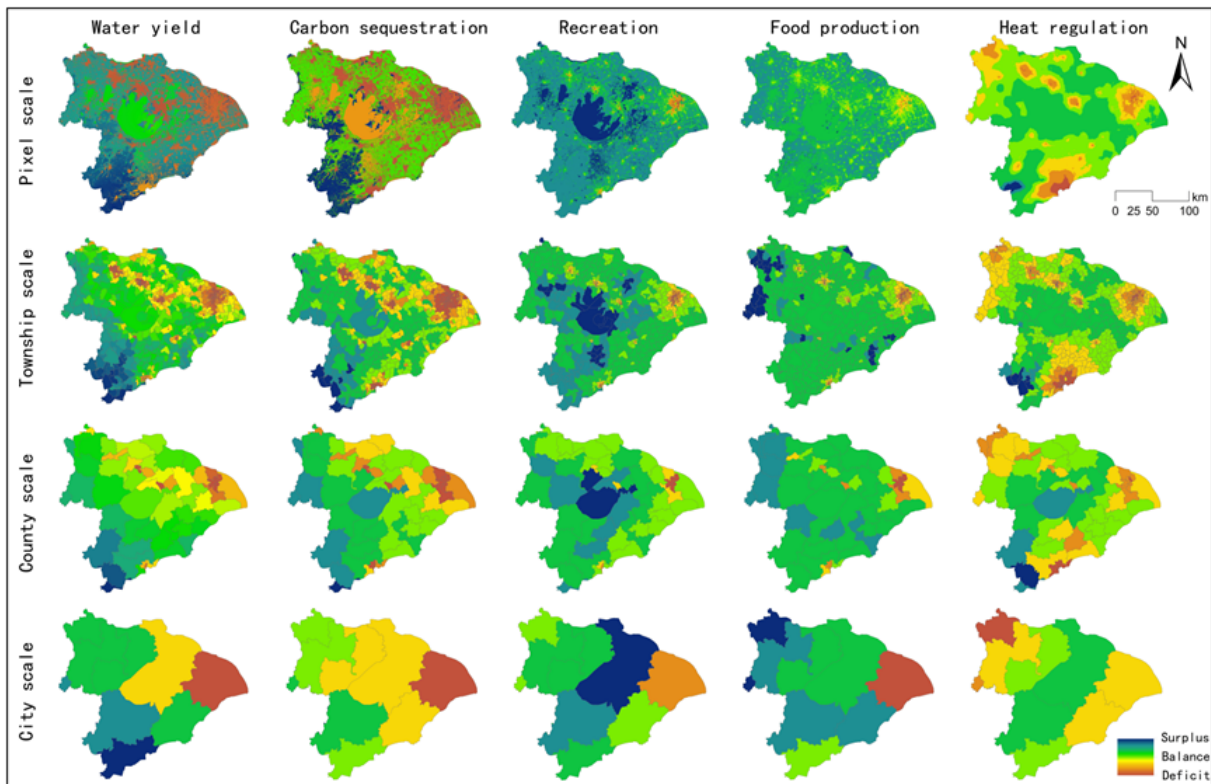 Water yield
Carbon sequestration
Recreation
Food production
Heat regulation
N
Pixel scale
km
0 25 50 100
Township scale
County scale
City scale
Surplus
Balance
Deficit